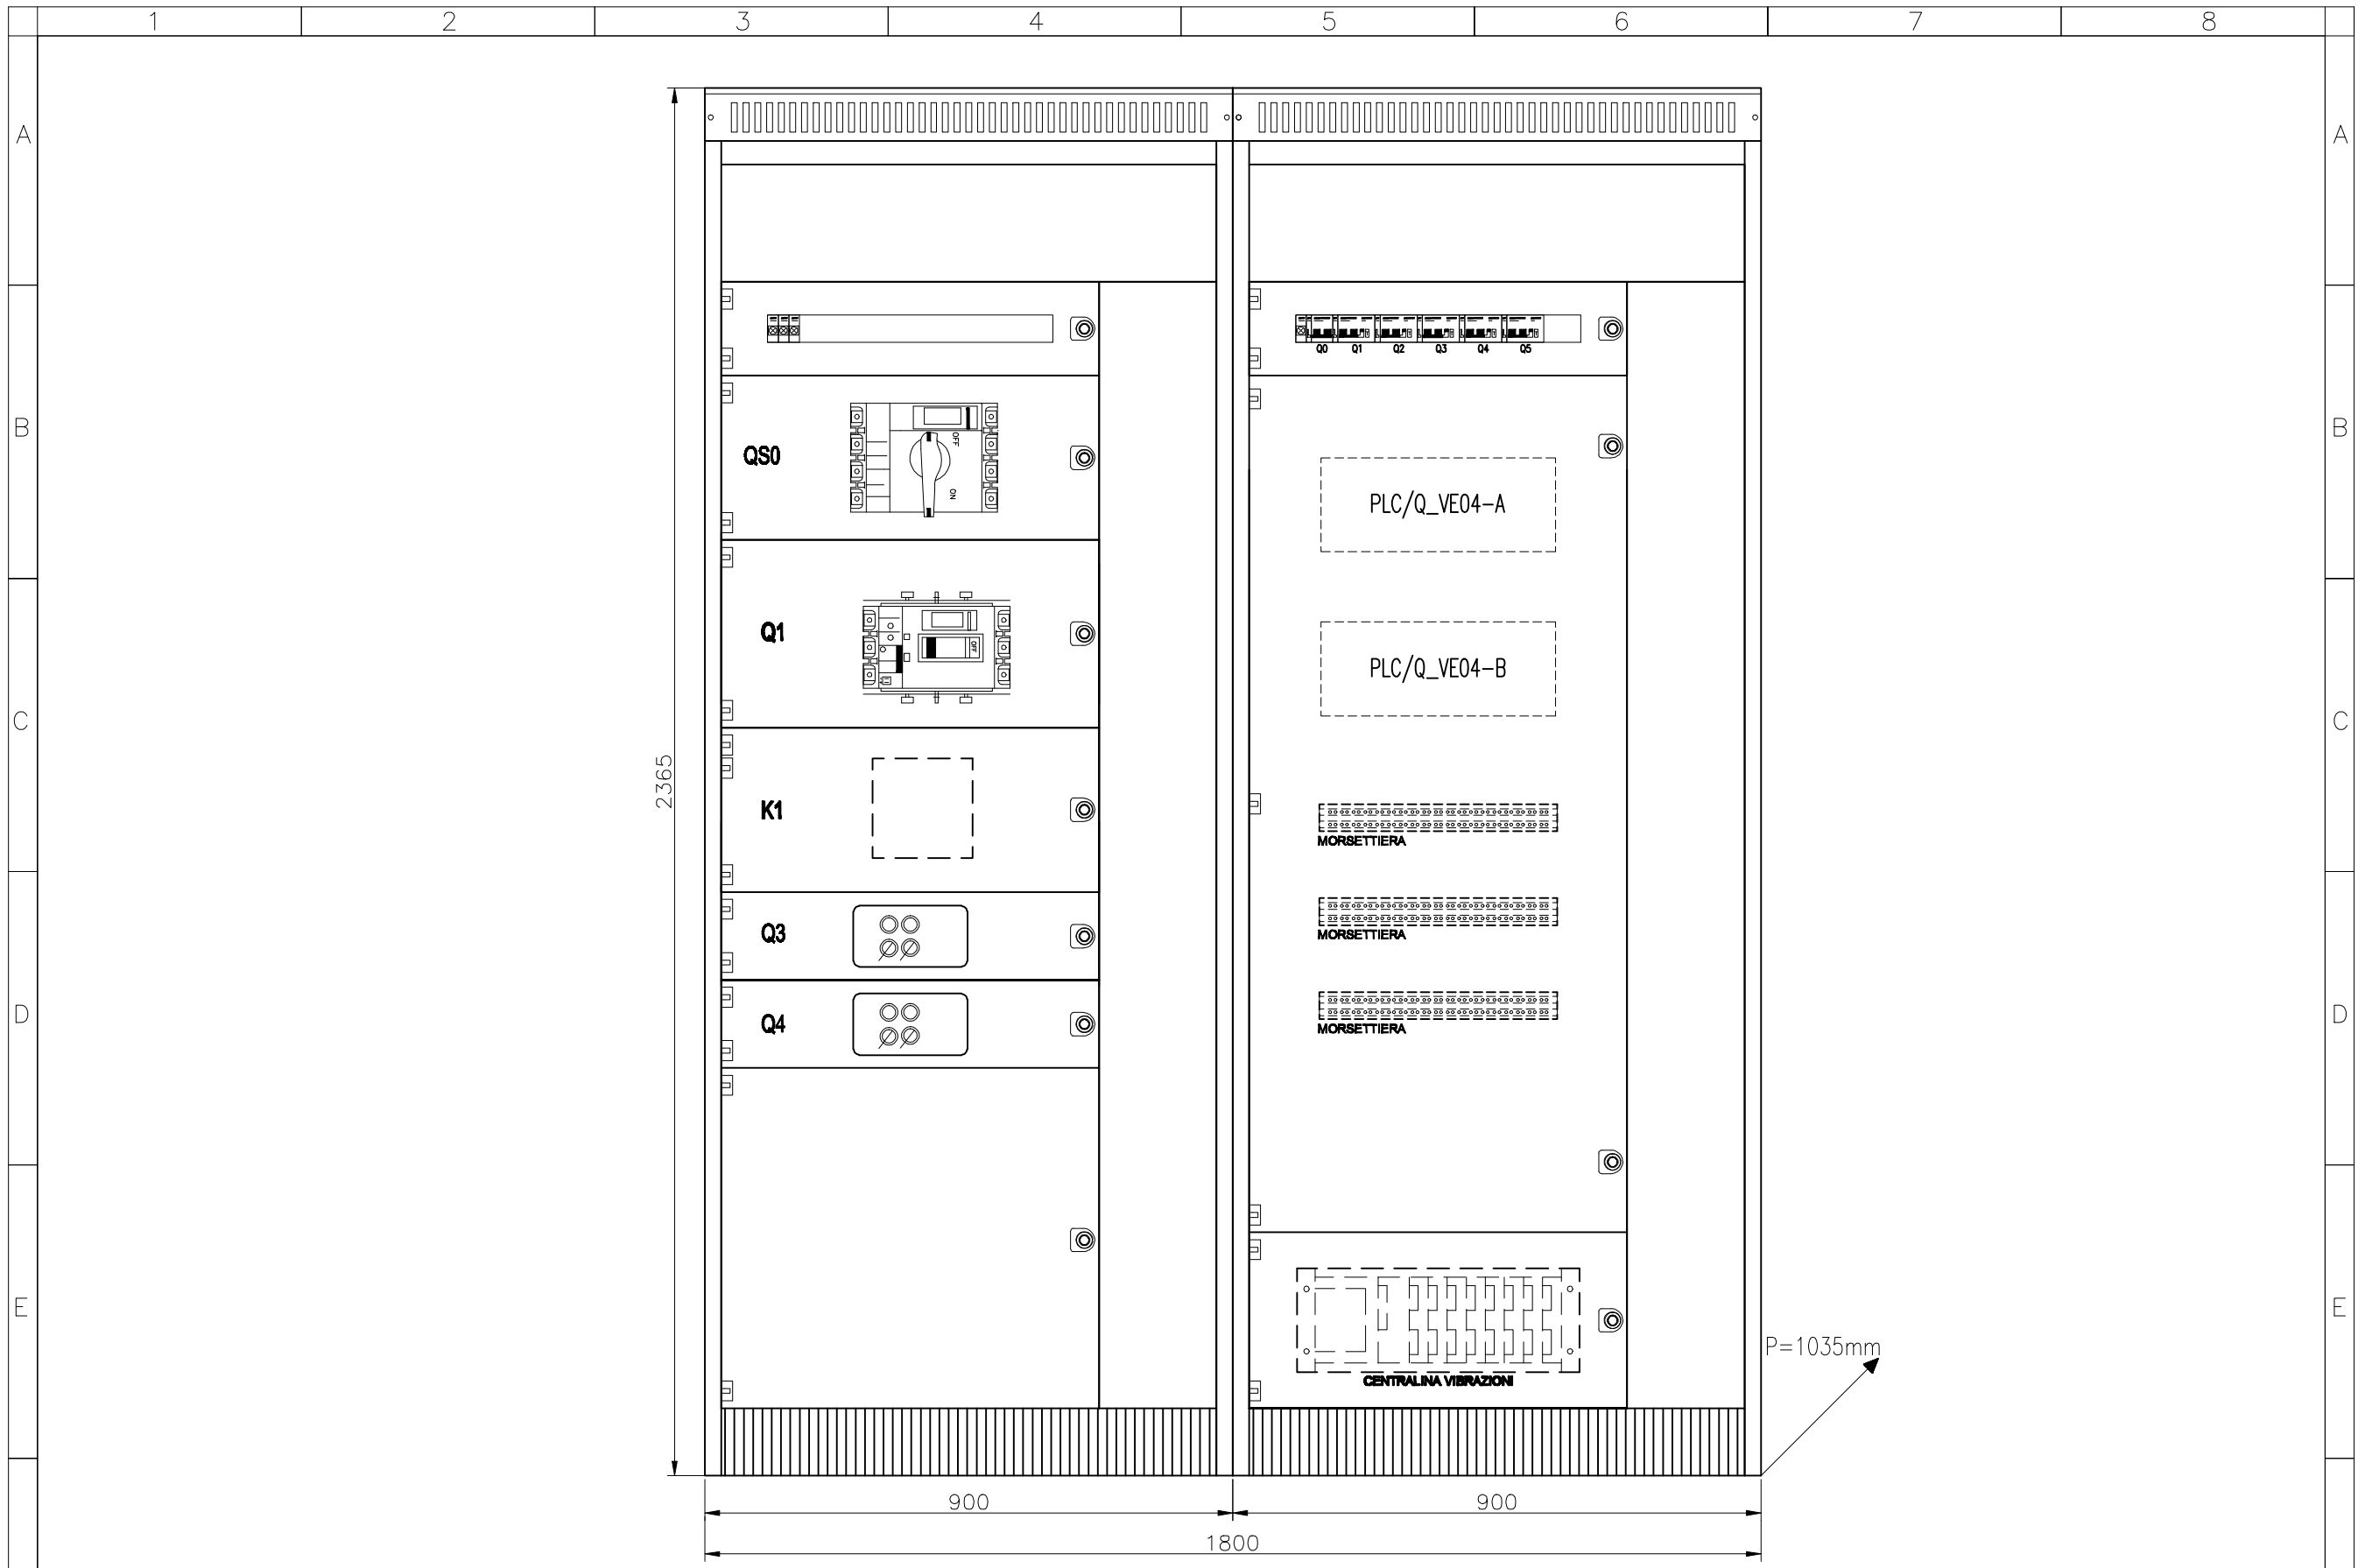 1 2 3 4 5 6 7 8
A A
Q0 Q1 Q2 Q3 Q4 Q5
B B
QS0
OFF
ON
PLC/Q_VE04-A
Q1
OFF
PLC/Q_VE04-B
C C
2365
K1
MORSETTIERA
Q3
MORSETTIERA
D D
Q4
MORSETTIERA
E E
P=1035mm
CENTRALINA VIBRAZIONI
900 900
1800